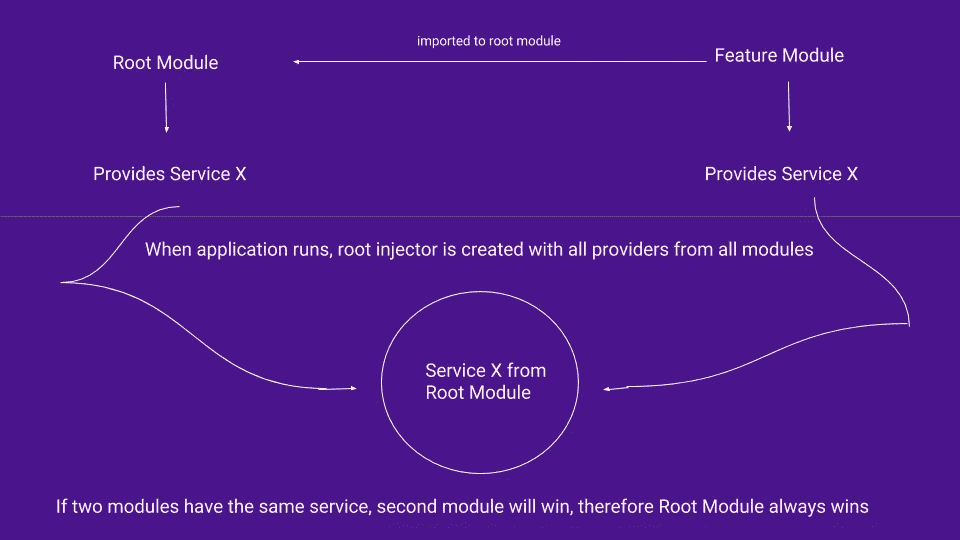 imported to root module
Root Module
Feature Module
Provides Service X
Provides Service X
When application runs, root injector is created with all providers from all modules
Service X from
Root Module
If two modules have the same service, second module will win, therefore Root Module always wins